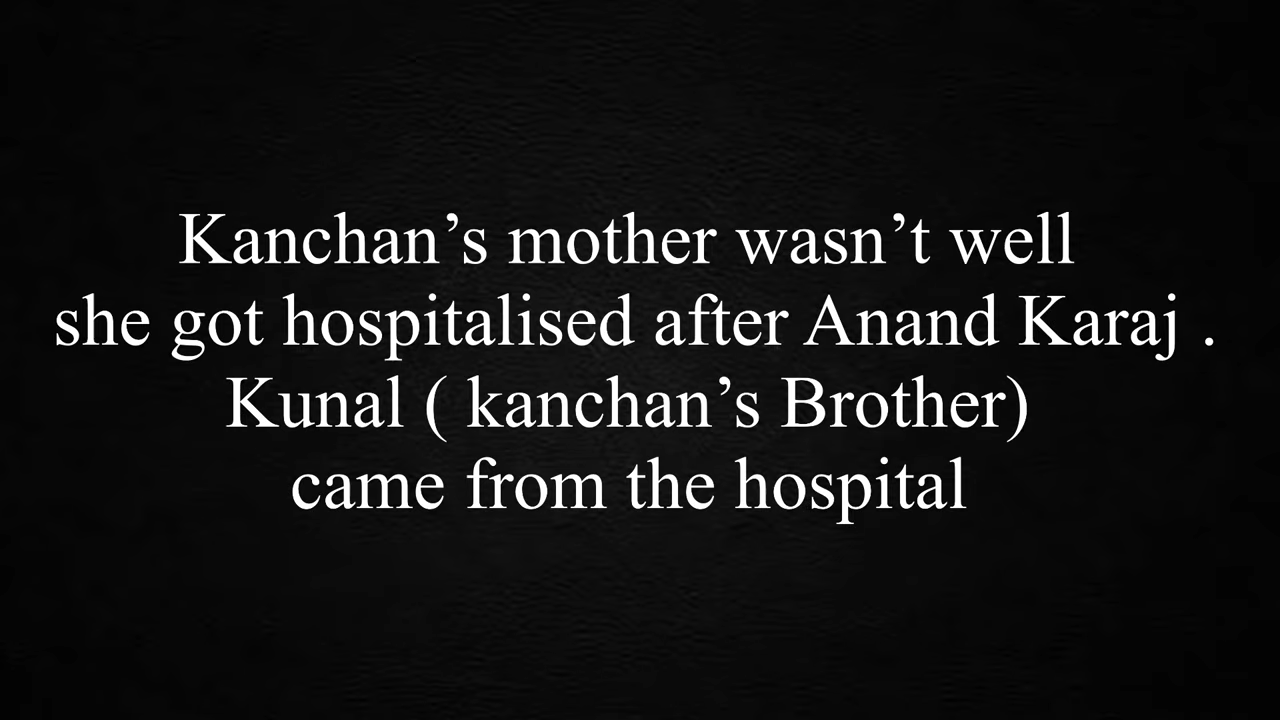 Kanchan’s mother wasn’t well
she got hospitalised after Anand Karaj .
Kunal ( kanchan’s Brother)
came from the hospital